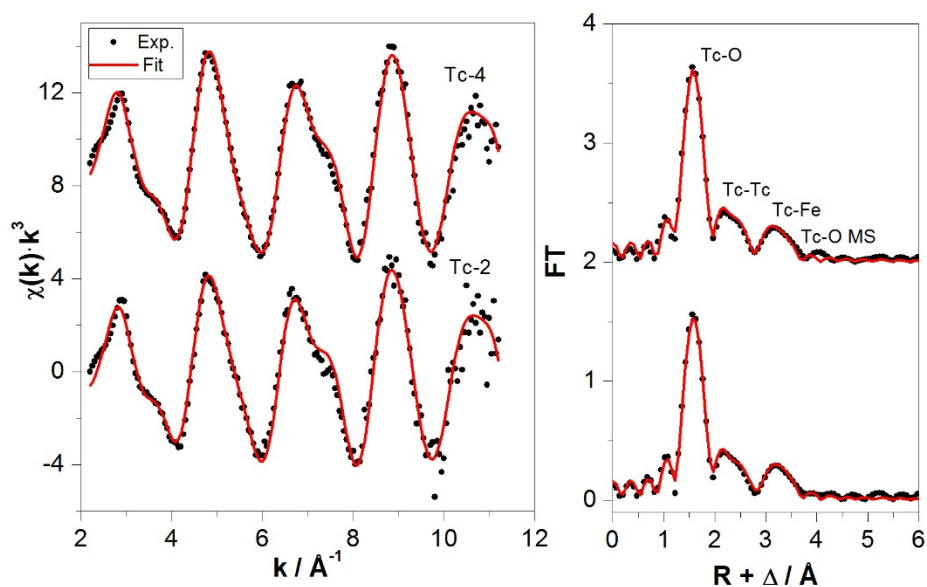 Exp.
Fit
Tc-4
Tc-2
12
8
4
0
-4
χ(k)·k³
2 4 6 8 10 12
k / Å⁻¹
Tc-O
Tc-Tc
Tc-Fe
Tc-O MS
4
3
2
1
0
FT
0 1 2 3 4 5 6
R + Δ / Å